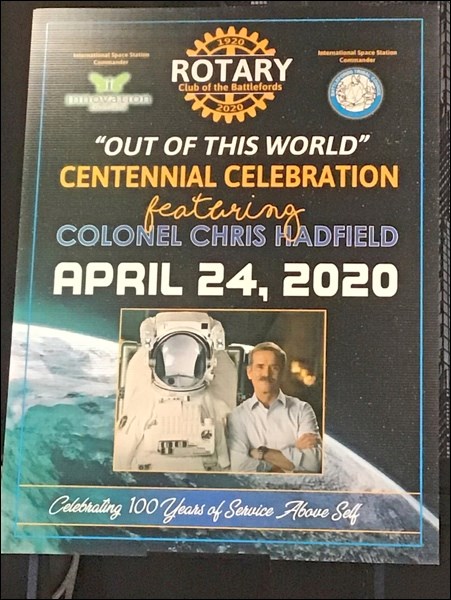 1920
ROTARY
Club of the Battlefords
2020
International Space Station
Commander
Innovation
International Space Station
Commander
"OUT OF THIS WORLD"
CENTENNIAL CELEBRATION
featuring
COLONEL CHRIS HADFIELD
APRIL 24, 2020
Celebrating 100 Years of Service Above Self